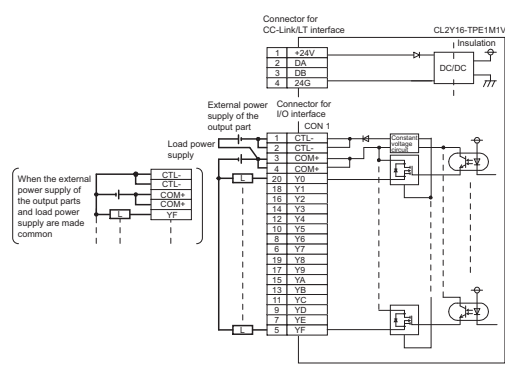 Connector for
CC-Link/LT interface
CL2Y16-TPE1M1V
Insulation
1 +24V
2 DA
3 DB
4 24G
DC/DC
External power
supply of the
output part
Connector for
I/O interface
CON 1
Load power
supply
1 CTL-
2 CTL-
3 COM+
4 COM+
20 Y0
18 Y1
16 Y2
14 Y3
12 Y4
10 Y5
8 Y6
6 Y7
19 Y8
17 Y9
15 YA
13 YB
11 YC
9 YD
7 YE
5 YF
L
L
Constant
voltage
circuit
When the external
power supply of
the output parts
and load power
supply are made
common
CTL-
CTL-
COM+
COM+
YF
L